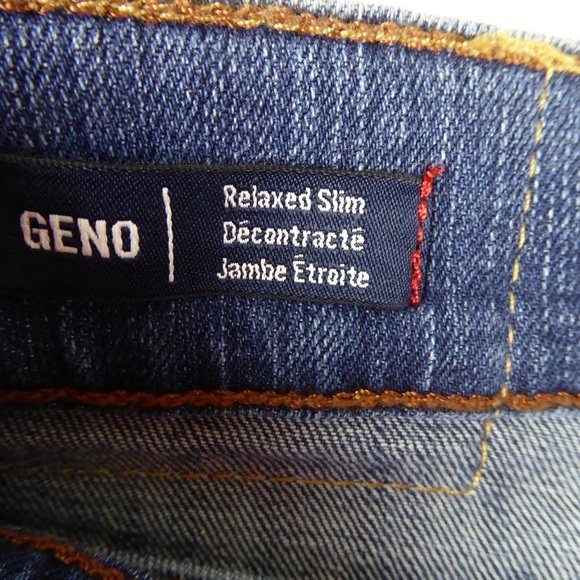 GENO
Relaxed Slim
Décontracté
Jambe Étroite